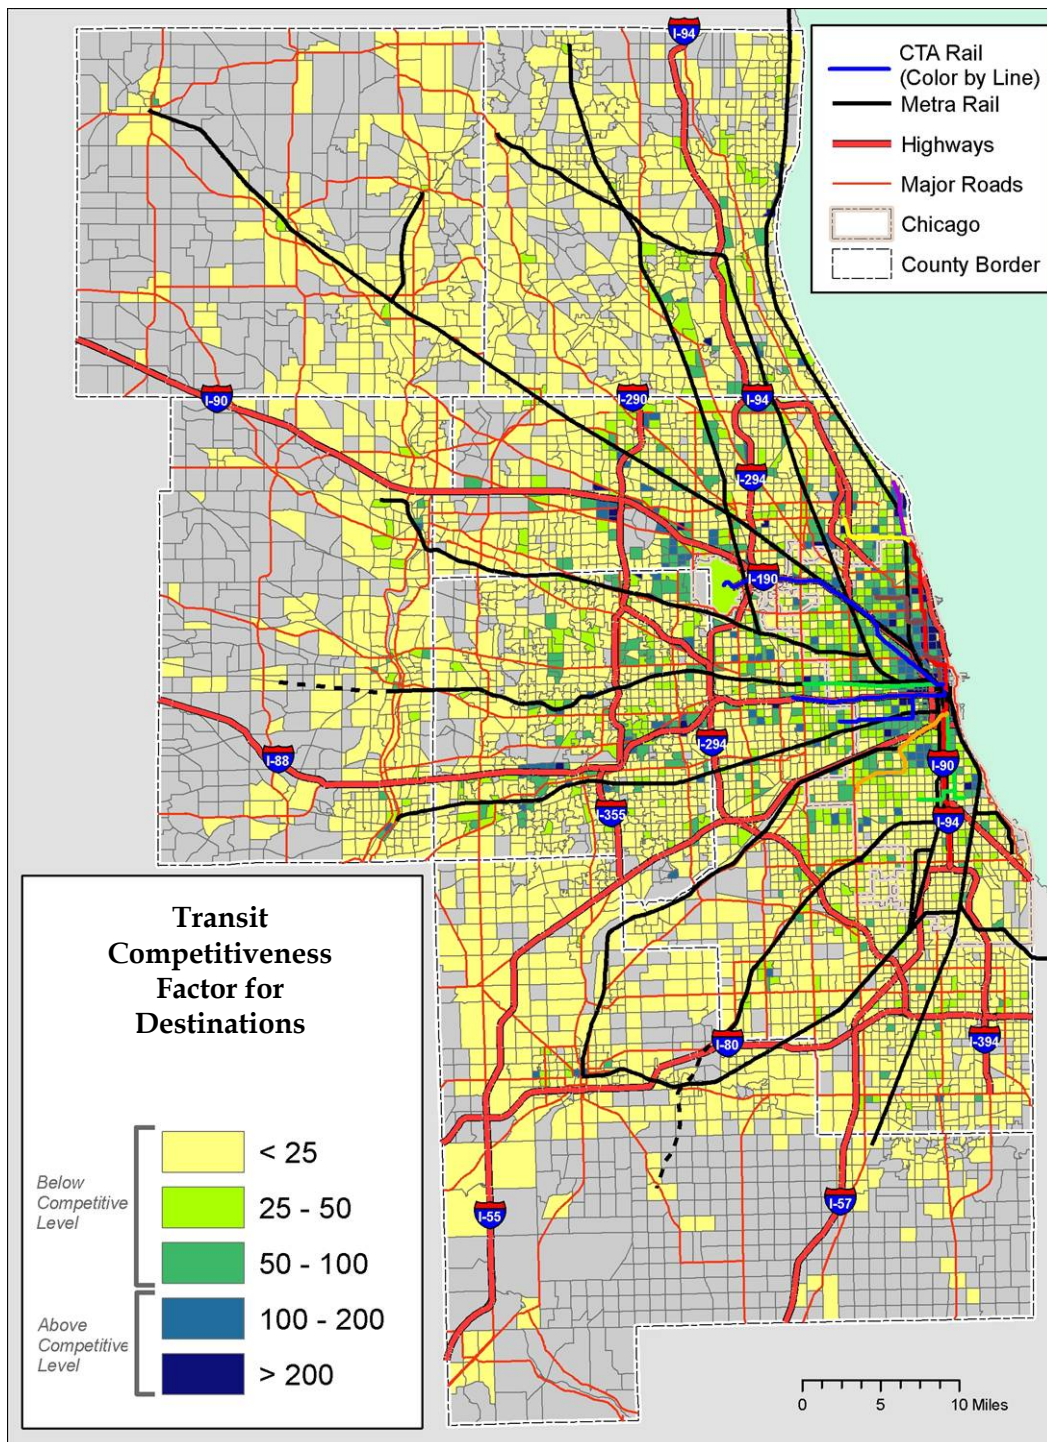 CTA Rail
(Color by Line)
Metra Rail
Highways
Major Roads
Chicago
County Border
I-94
I-90
I-290
I-94
I-294
I-190
I-88
I-294
I-90
I-355
I-94
I-80
I-394
I-55
I-57
Transit
Competitiveness
Factor for
Destinations
Below
Competitive
Level
< 25
25 - 50
50 - 100
Above
Competitive
Level
100 - 200
> 200
0 5 10 Miles